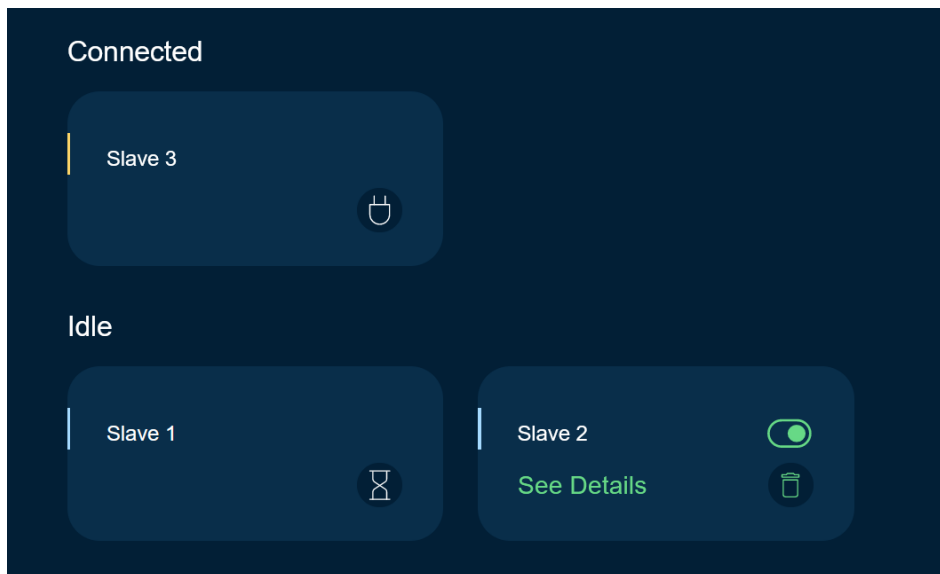 Connected
Slave 3
Idle
Slave 1
Slave 2
See Details